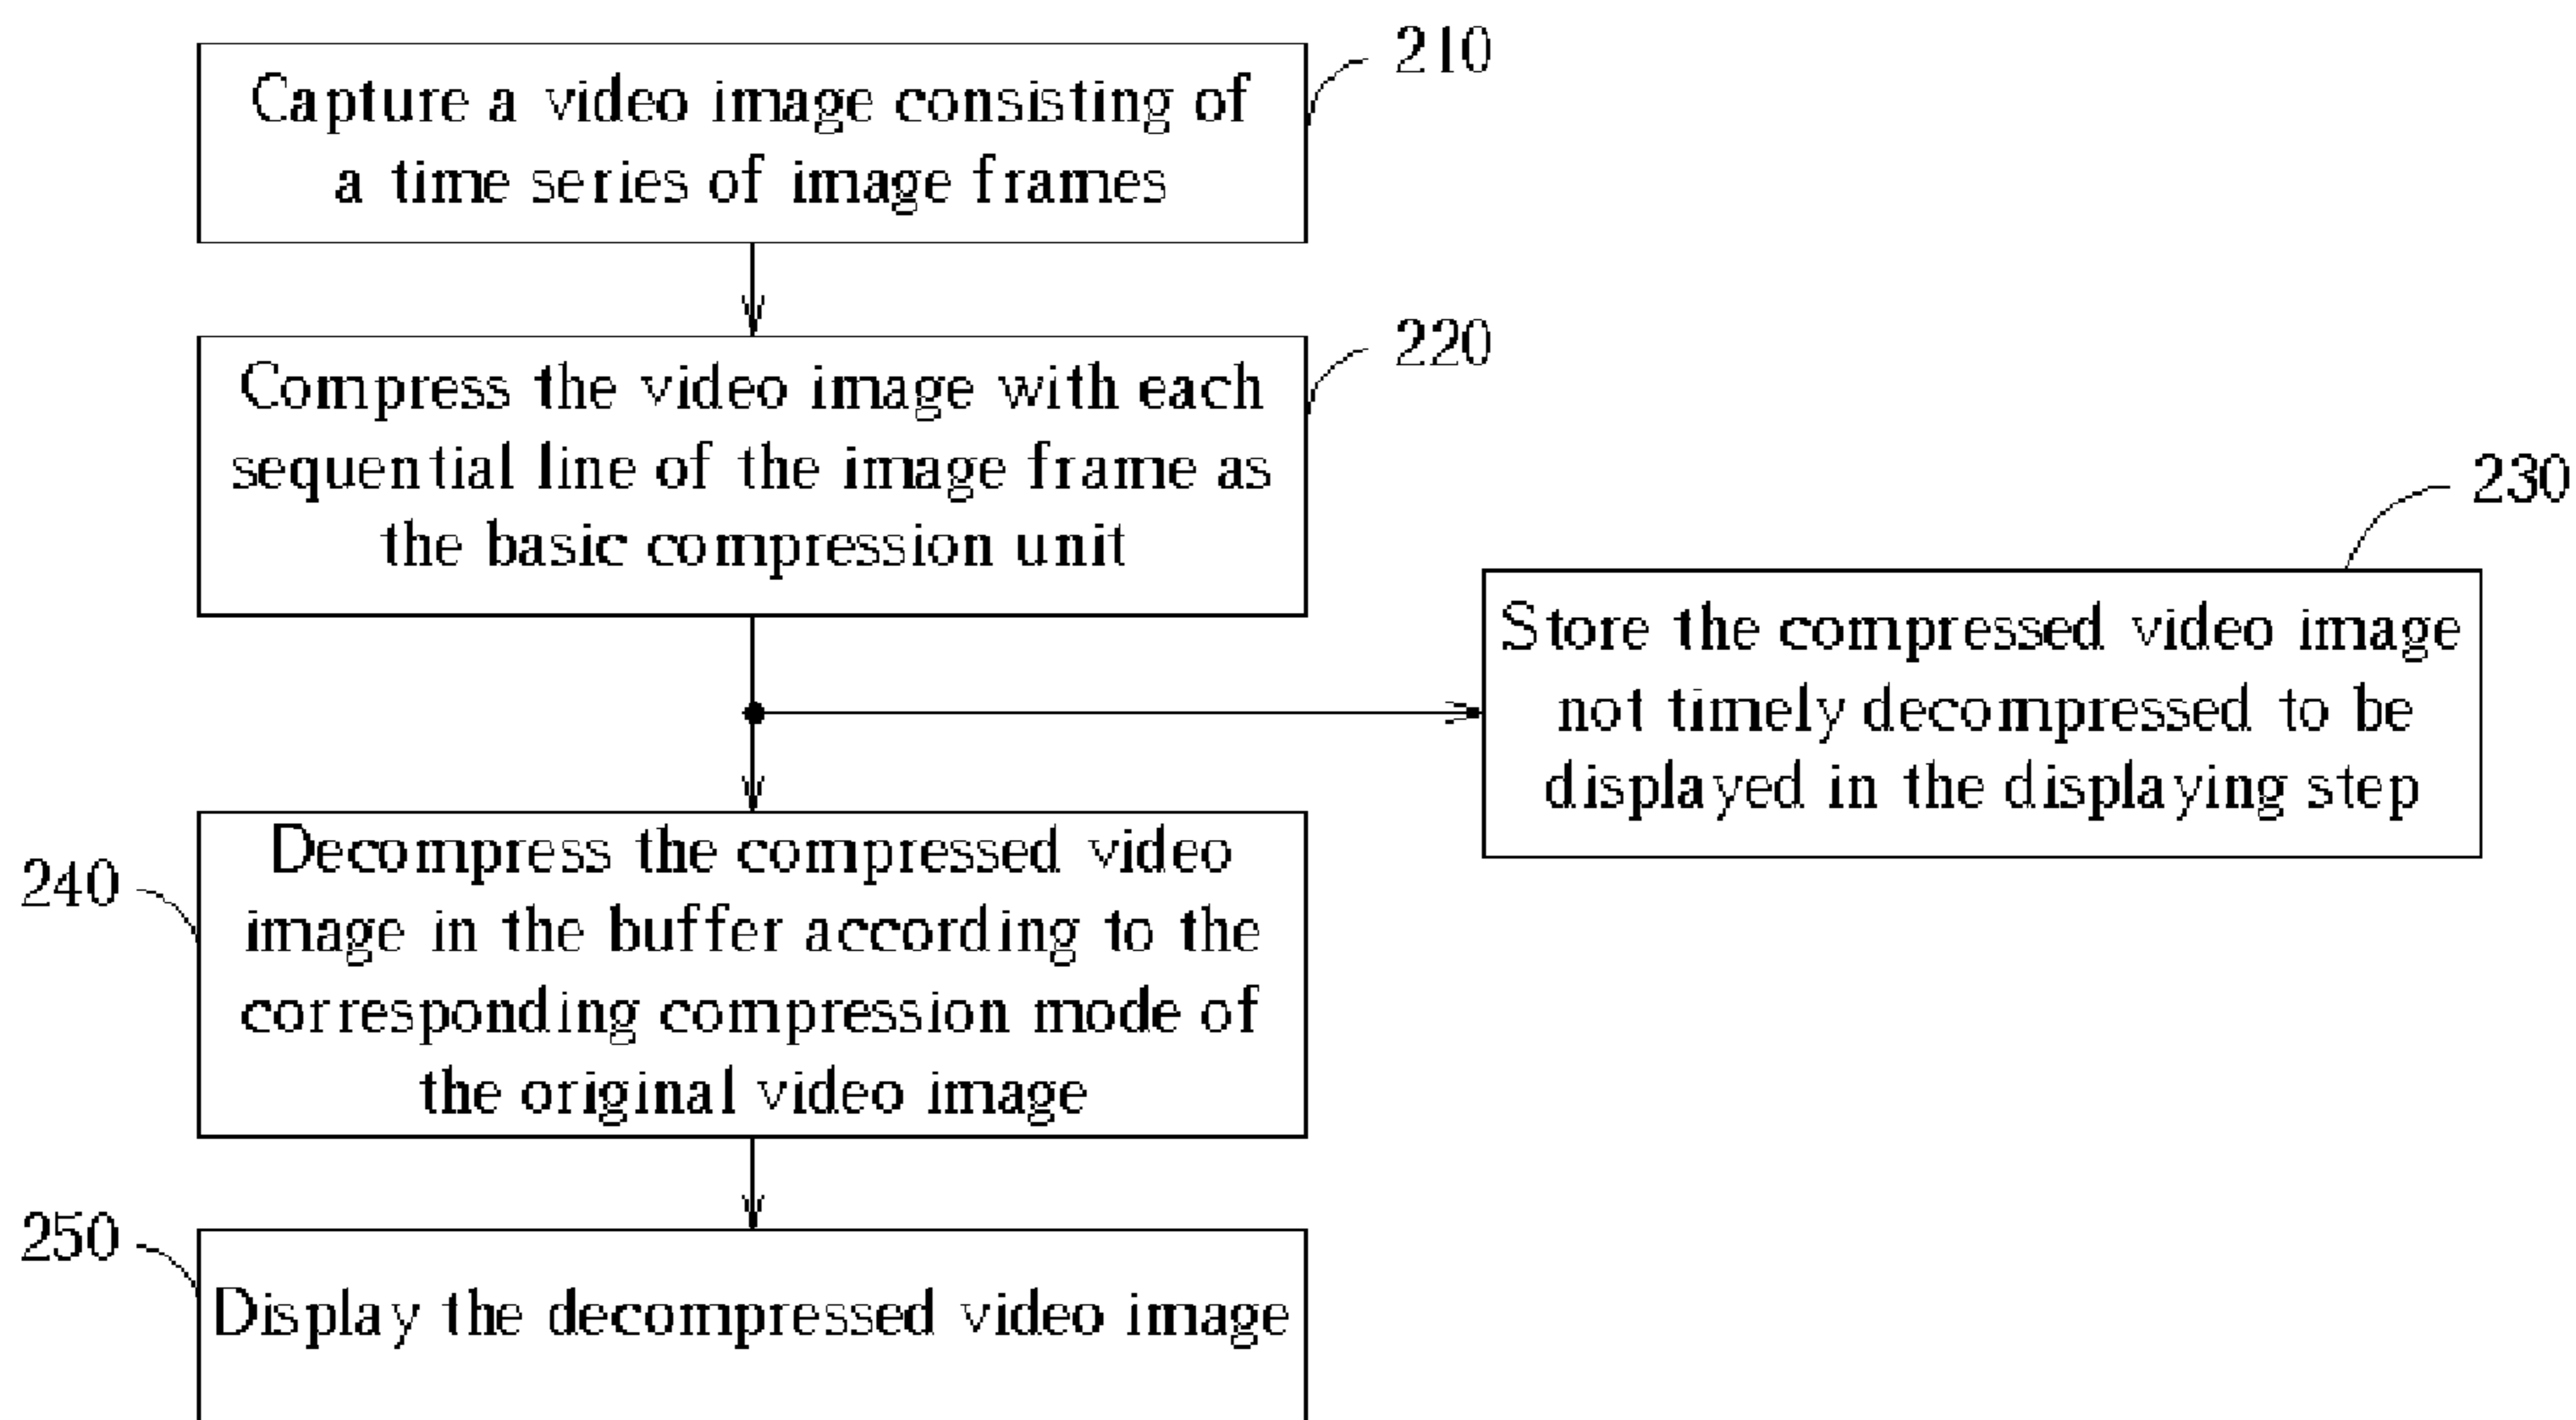 210
Capture a video image consisting of
a time series of image frames
220
Compress the video image with each
sequential line of the image frame as
the basic compression unit
230
Store the compressed video image
not timely decompressed to be
displayed in the displaying step
240
Decompress the compressed video
image in the buffer according to the
corresponding compression mode of
the original video image
250
Display the decompressed video image